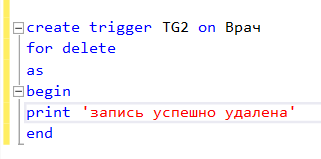 create trigger TG2 on Врач
for delete
as
begin
print 'запись успешно удалена'
end